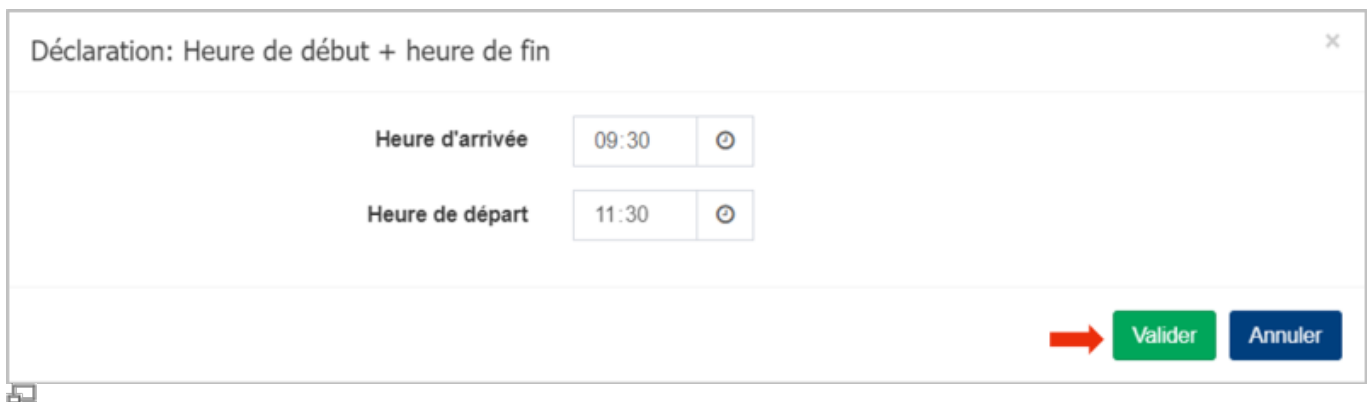 Déclaration: Heure de début + heure de fin ×
Heure d'arrivée 09:30
Heure de départ 11:30
Valider Annuler